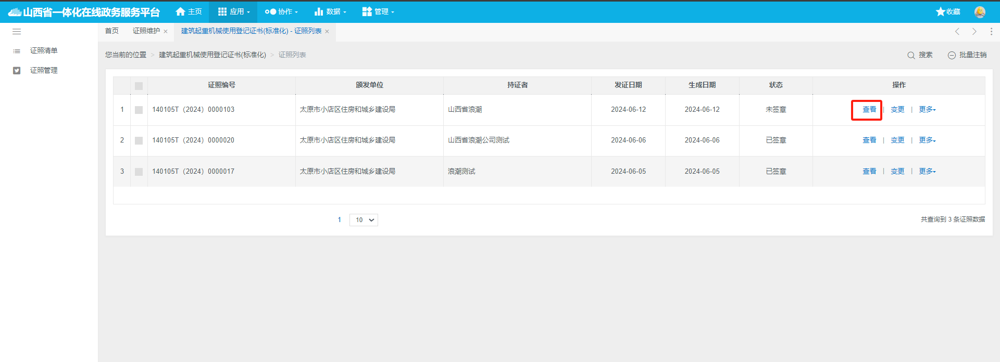 山西省一体化在线政务服务平台 主页 应用 协作 数据 管理 收藏
首页 证照维护 × 建筑起重机械使用登记证书(标准化) - 证照列表 ×
证照清单
证照管理
您当前的位置 > 建筑起重机械使用登记证书(标准化) > 证照列表 搜索 批量注销
证照编号 颁发单位 持证者 发证日期 生成日期 状态 操作
1 140105T（2024）0000103 太原市小店区住房和城乡建设局 山西省浪潮 2024-06-12 2024-06-12 未签章 查看 | 变更 | 更多
2 140105T（2024）0000020 太原市小店区住房和城乡建设局 山西省浪潮公司测试 2024-06-06 2024-06-06 已签章 查看 | 变更 | 更多
3 140105T（2024）0000017 太原市小店区住房和城乡建设局 浪潮测试 2024-06-05 2024-06-05 已签章 查看 | 变更 | 更多
1 10 共查询到 3 条证照数据